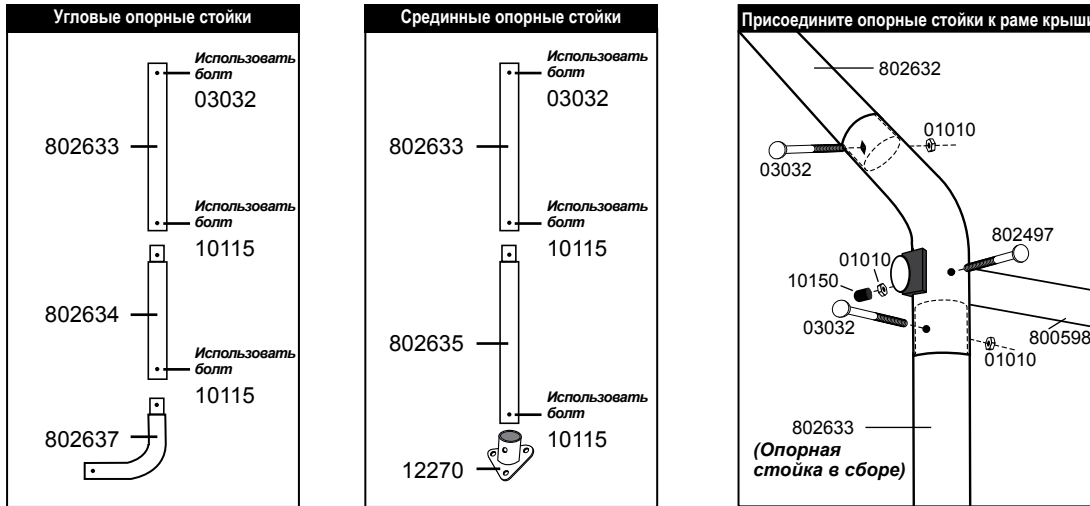 Угловые опорные стойки
Использовать
болт
03032
802633
Использовать
болт
10115
802634
Использовать
болт
10115
802637
Срединные опорные стойки
Использовать
болт
03032
802633
Использовать
болт
10115
802635
Использовать
болт
10115
12270
Присоедините опорные стойки к раме крыши
802632
01010
03032
802497
01010
10150
03032
800598
01010
802633
(Опорная
стойка в сборе)